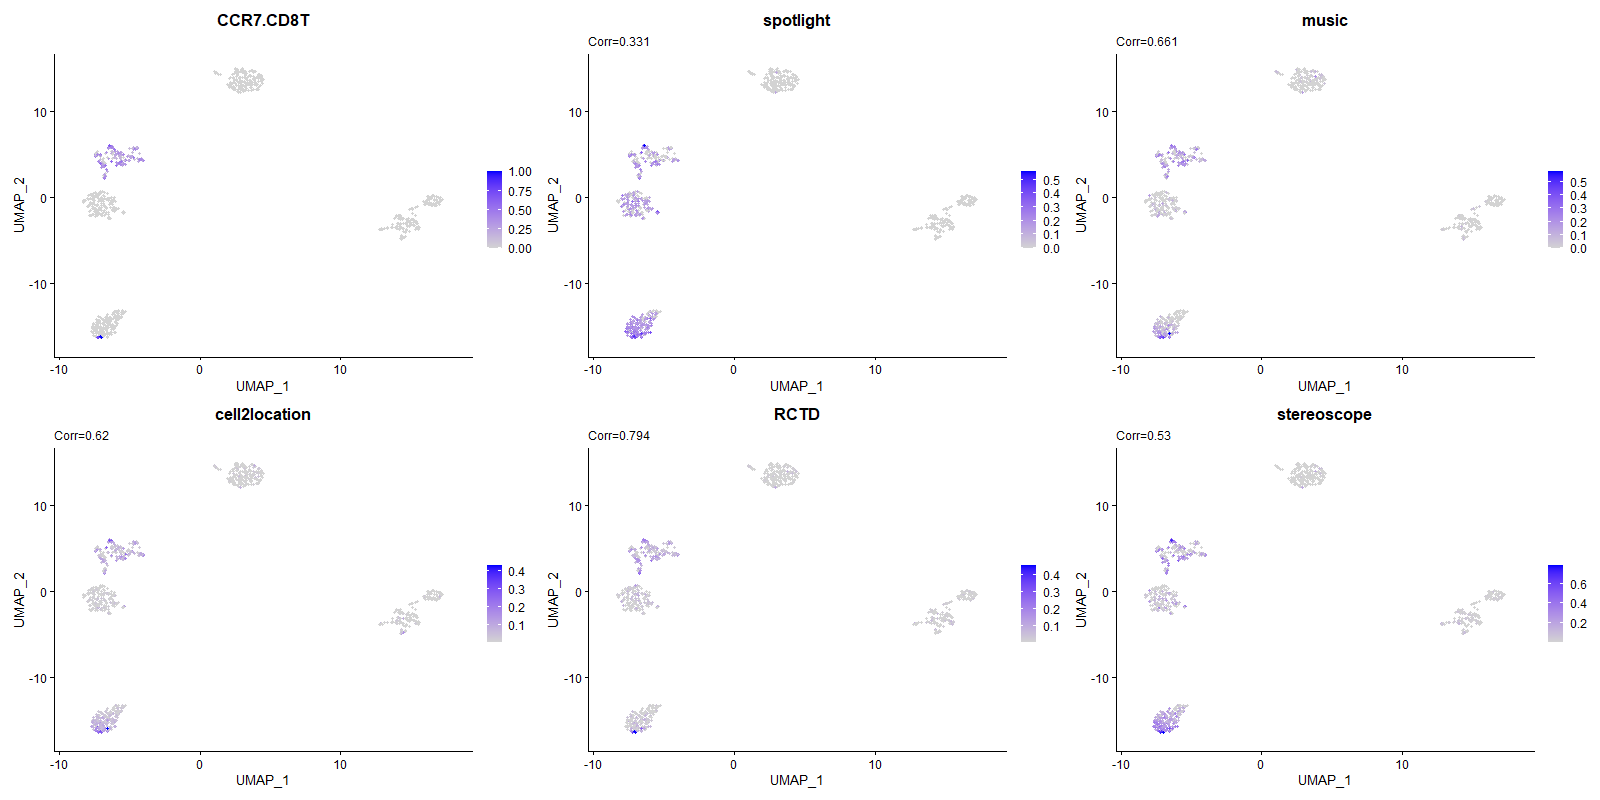 CCR7.CD8T
UMAP_2
10
0
-10
-10
0
10
UMAP_1
1.00
0.75
0.50
0.25
0.00
spotlight
Corr=0.331
UMAP_2
10
0
-10
-10
0
10
UMAP_1
0.5
0.4
0.3
0.2
0.1
0.0
music
Corr=0.661
UMAP_2
10
0
-10
-10
0
10
UMAP_1
0.5
0.4
0.3
0.2
0.1
0.0
cell2location
Corr=0.62
UMAP_2
10
0
-10
-10
0
10
UMAP_1
0.4
0.3
0.2
0.1
RCTD
Corr=0.794
UMAP_2
10
0
-10
-10
0
10
UMAP_1
0.4
0.3
0.2
0.1
stereoscope
Corr=0.53
UMAP_2
10
0
-10
-10
0
10
UMAP_1
0.6
0.4
0.2